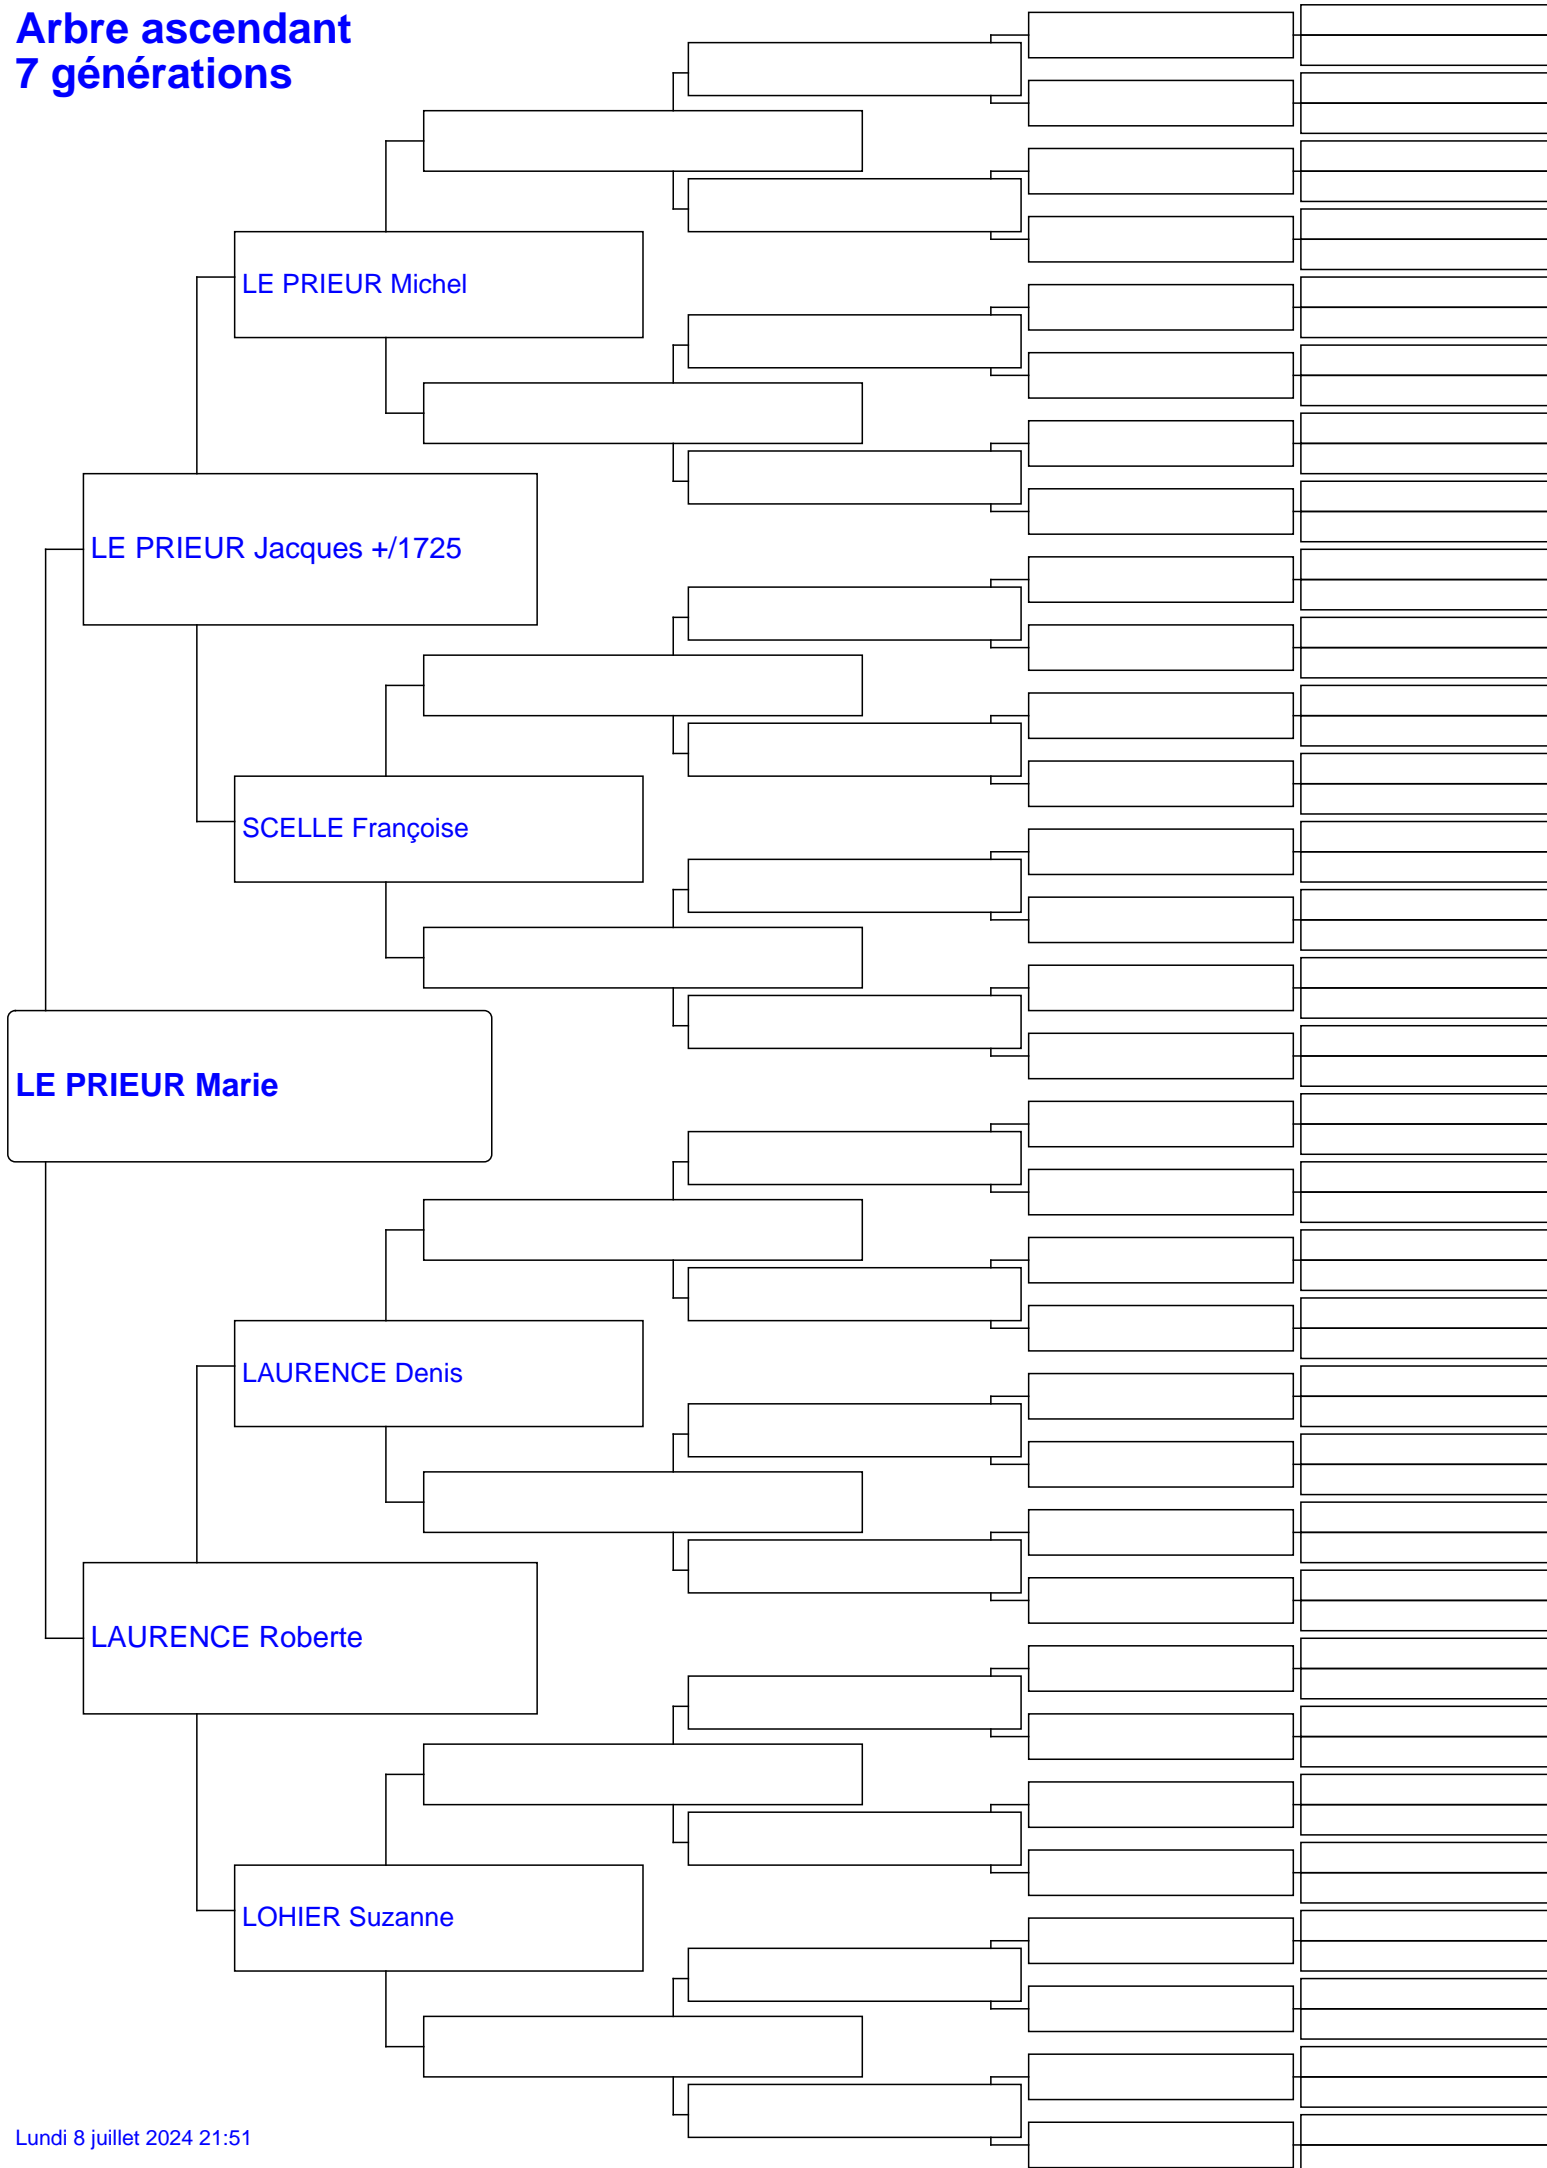 Arbre ascendant
7 générations
LE PRIEUR Michel
LE PRIEUR Jacques +/1725
SCELLE Françoise
LE PRIEUR Marie
LAURENCE Denis
LAURENCE Roberte
LOHIER Suzanne
Lundi 8 juillet 2024 21:51